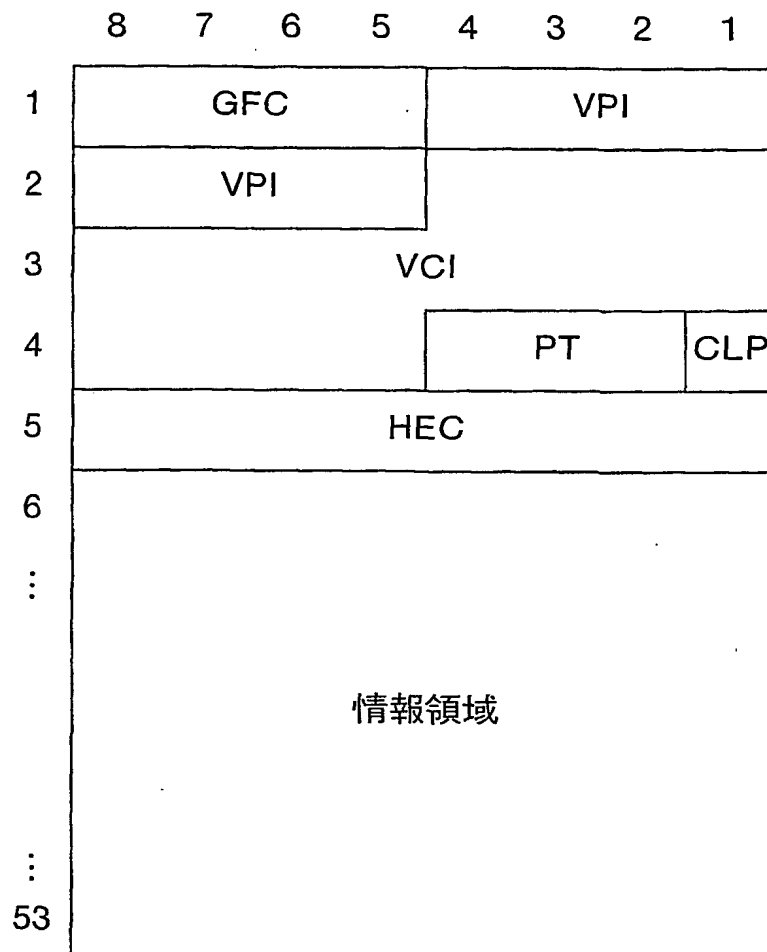 8 7 6 5 4 3 2 1
1 GFC VPI
2 VPI
3 VCI
4 PT CLP
5 HEC
6
⋮
情報領域
⋮
53